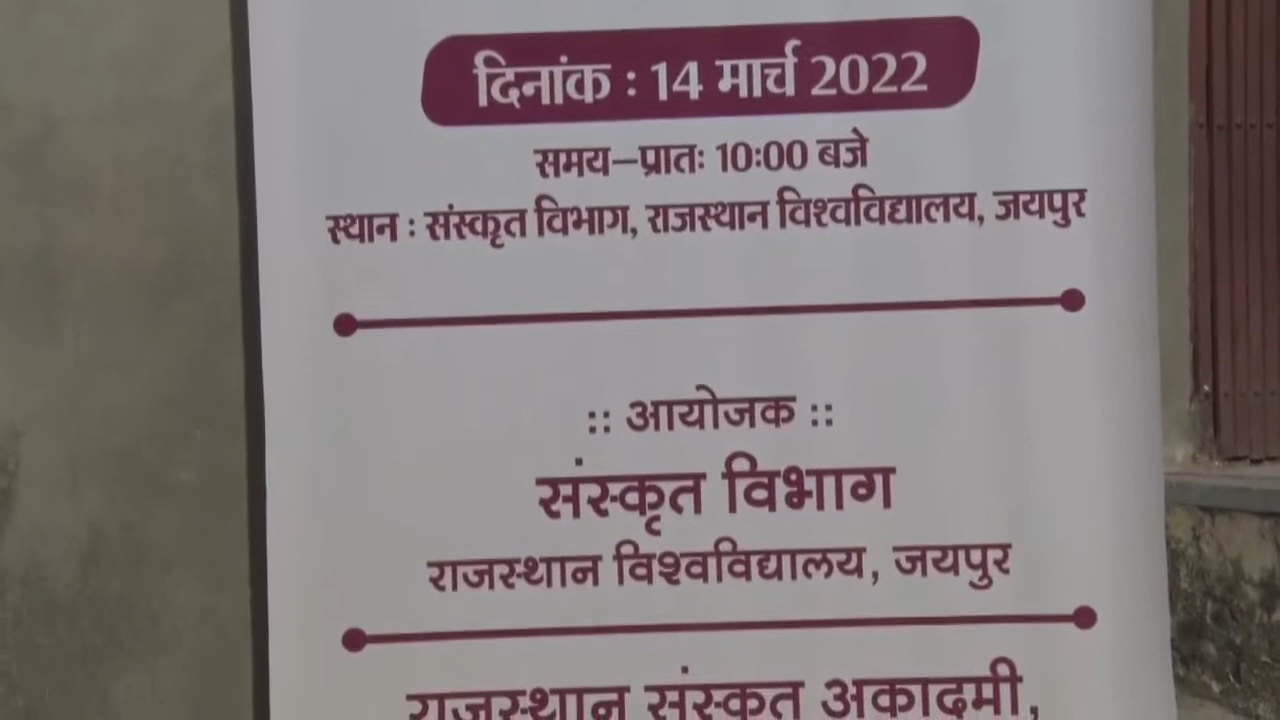 दिनांक : 14 मार्च 2022
समय–प्रातः 10:00 बजे
स्थान : संस्कृत विभाग, राजस्थान विश्वविद्यालय, जयपुर
:: आयोजक ::
संस्कृत विभाग
राजस्थान विश्वविद्यालय, जयपुर
राजस्थान संस्कृत अकादमी,